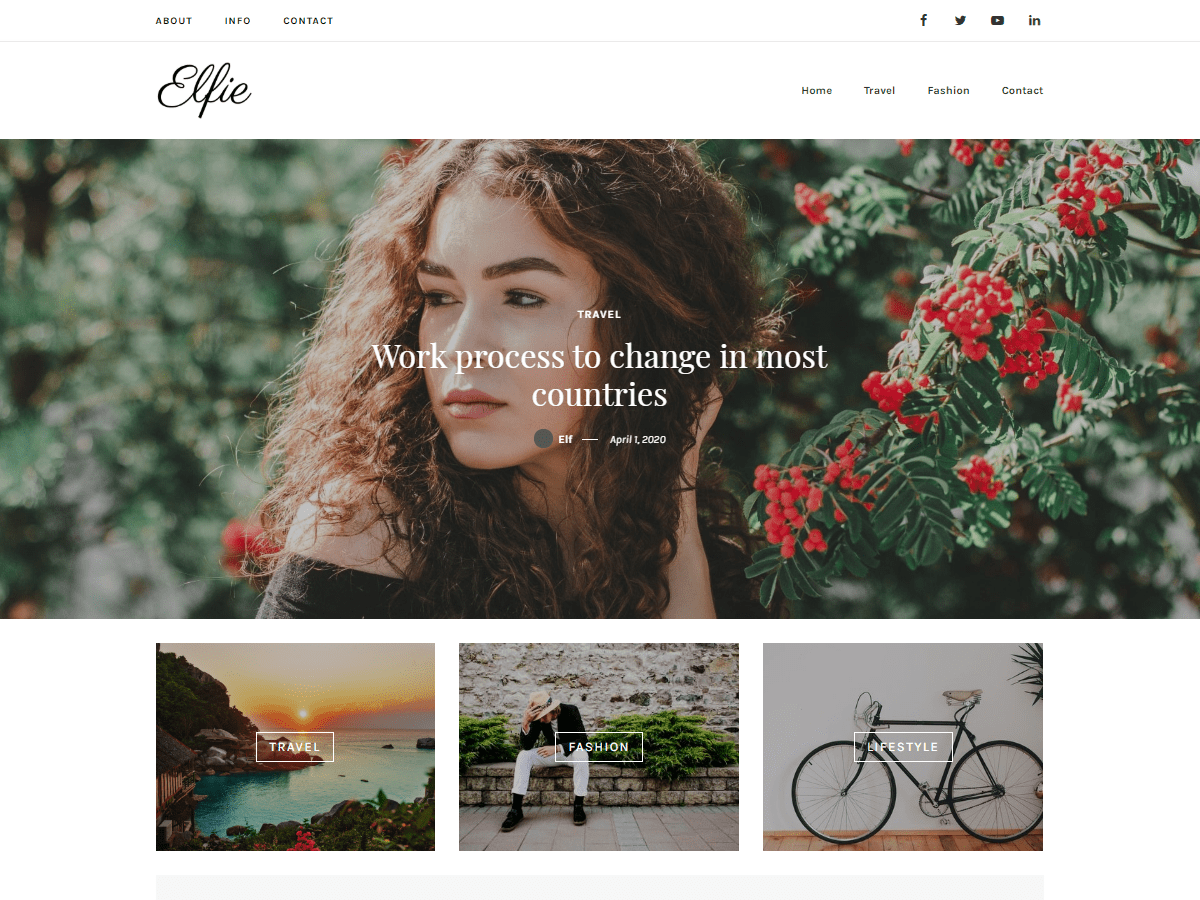 ABOUT INFO CONTACT
Elfie
Home Travel Fashion Contact
TRAVEL
Work process to change in most
countries
Elf — April 1, 2020
TRAVEL
FASHION
LIFESTYLE